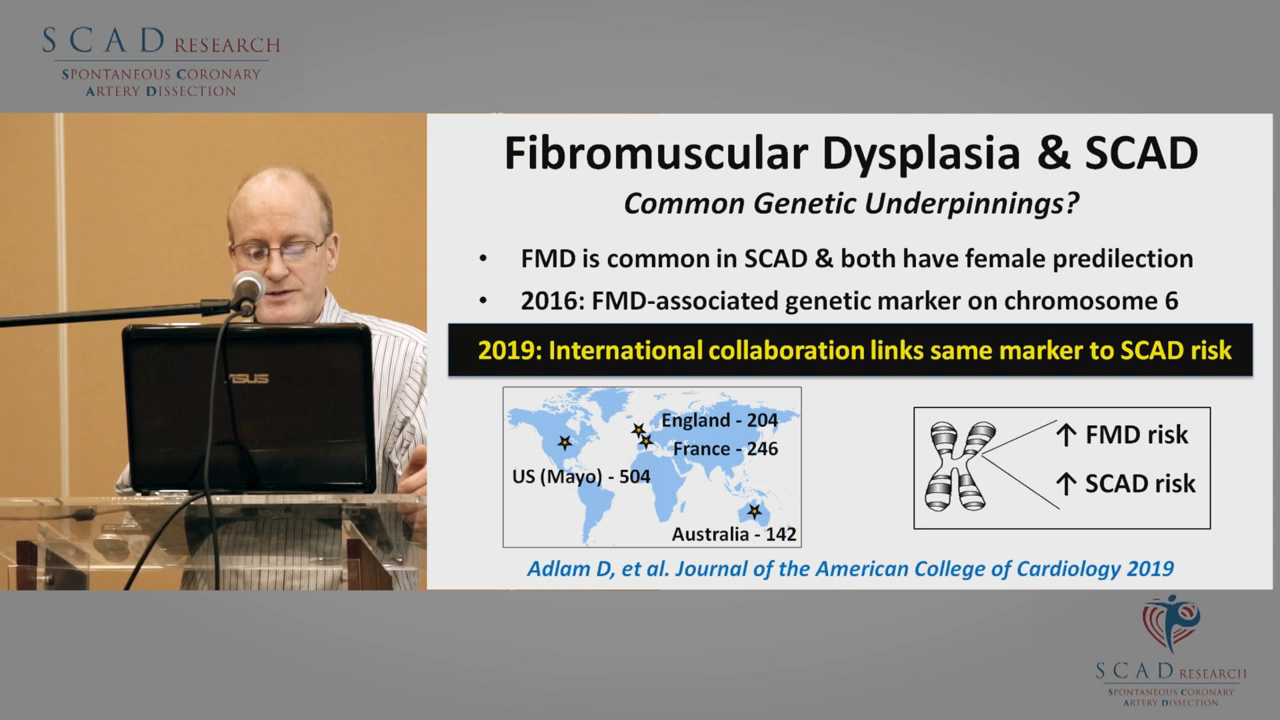 SCAD RESEARCH
SPONTANEOUS CORONARY
ARTERY DISSECTION
ASUS
Fibromuscular Dysplasia & SCAD
Common Genetic Underpinnings?
• FMD is common in SCAD & both have female predilection
• 2016: FMD-associated genetic marker on chromosome 6
2019: International collaboration links same marker to SCAD risk
England - 204
France - 246
US (Mayo) - 504
Australia - 142
↑ FMD risk
↑ SCAD risk
Adlam D, et al. Journal of the American College of Cardiology 2019
SCAD RESEARCH
SPONTANEOUS CORONARY
ARTERY DISSECTION